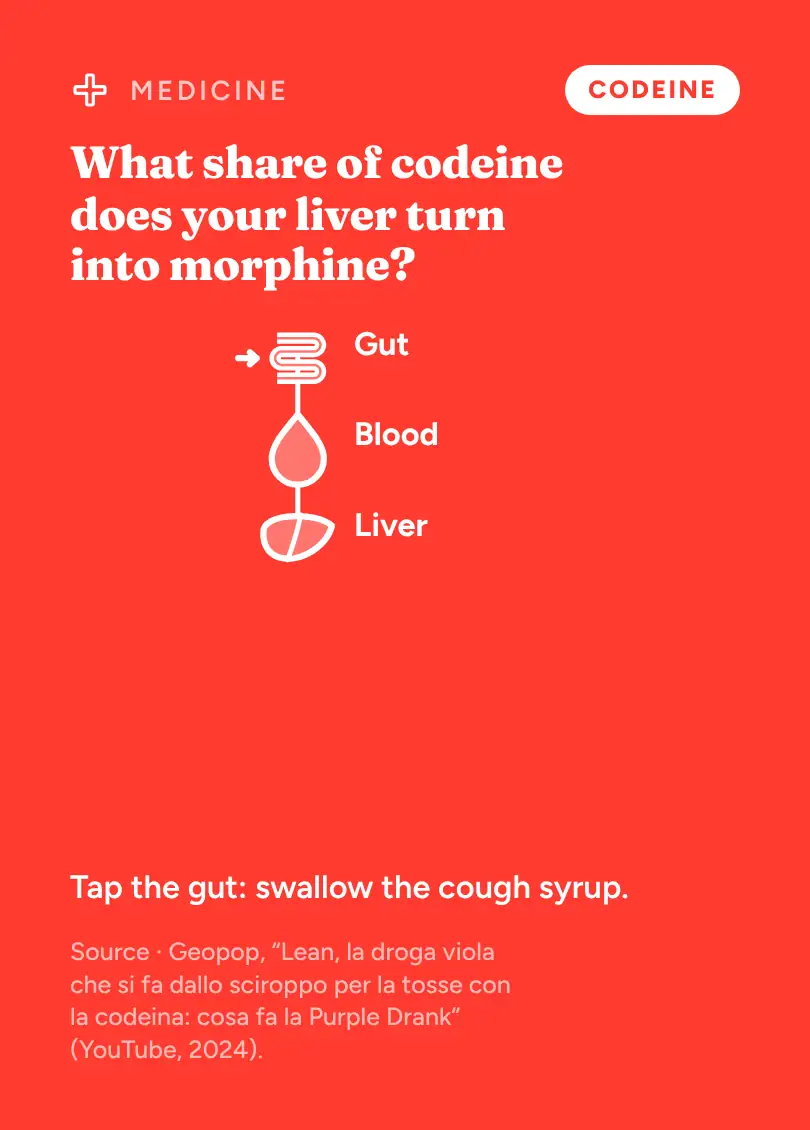 MEDICINE
CODEINE
What share of codeine
does your liver turn
into morphine?
Gut
Blood
Liver
Tap the gut: swallow the cough syrup.
Source · Geopop, “Lean, la droga viola
che si fa dallo sciroppo per la tosse con
la codeina: cosa fa la Purple Drank”
(YouTube, 2024).